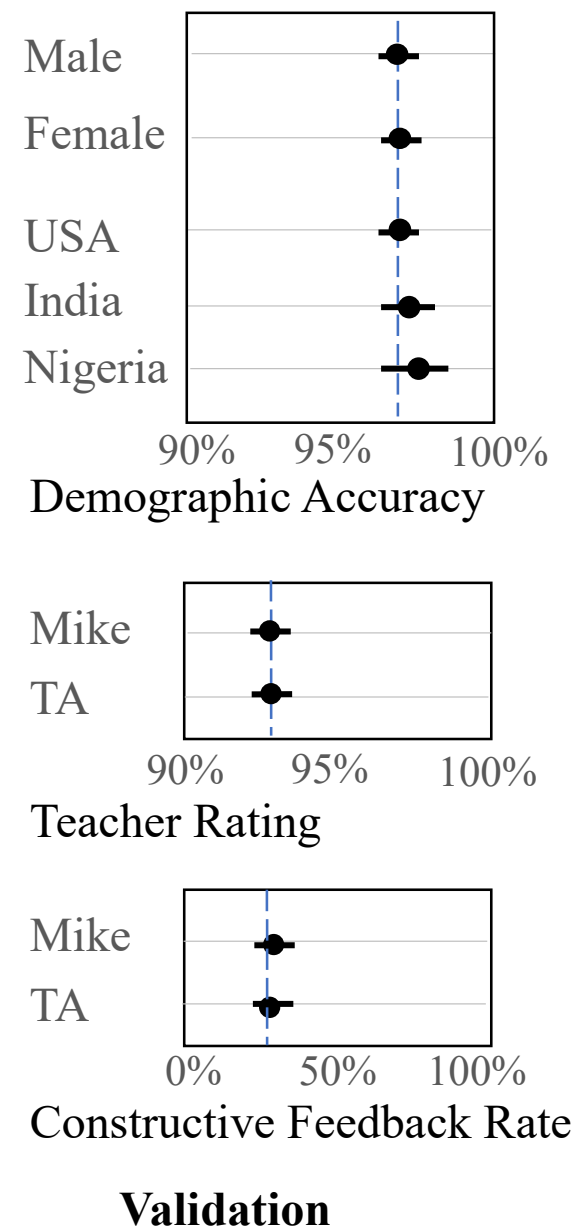 Male
Female
USA
India
Nigeria
90% 95% 100%
Demographic Accuracy
Mike
TA
90% 95% 100%
Teacher Rating
Mike
TA
0% 50% 100%
Constructive Feedback Rate
Validation